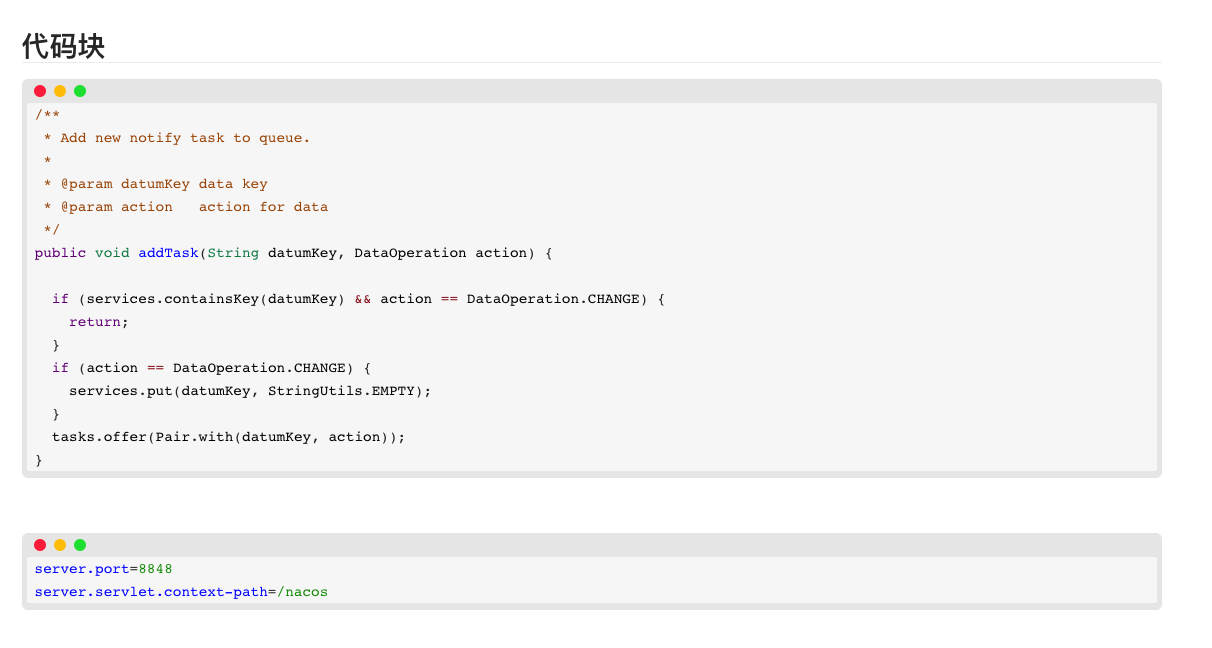 代码块
/**
 * Add new notify task to queue.
 *
 * @param datumKey data key
 * @param action   action for data
 */
public void addTask(String datumKey, DataOperation action) {

  if (services.containsKey(datumKey) && action == DataOperation.CHANGE) {
    return;
  }
  if (action == DataOperation.CHANGE) {
    services.put(datumKey, StringUtils.EMPTY);
  }
  tasks.offer(Pair.with(datumKey, action));
}
server.port=8848
server.servlet.context-path=/nacos